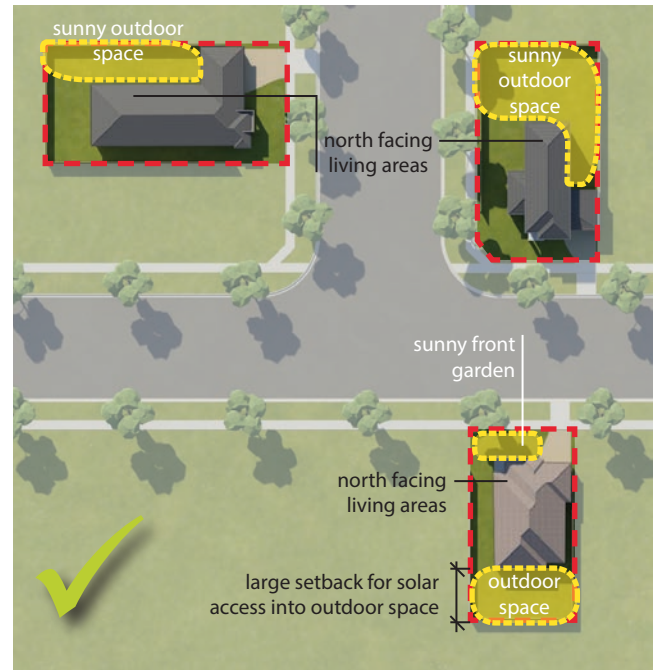 sunny outdoor
space
sunny
outdoor
space
north facing
living areas
sunny front
garden
north facing
living areas
large setback for solar
access into outdoor space
outdoor
space